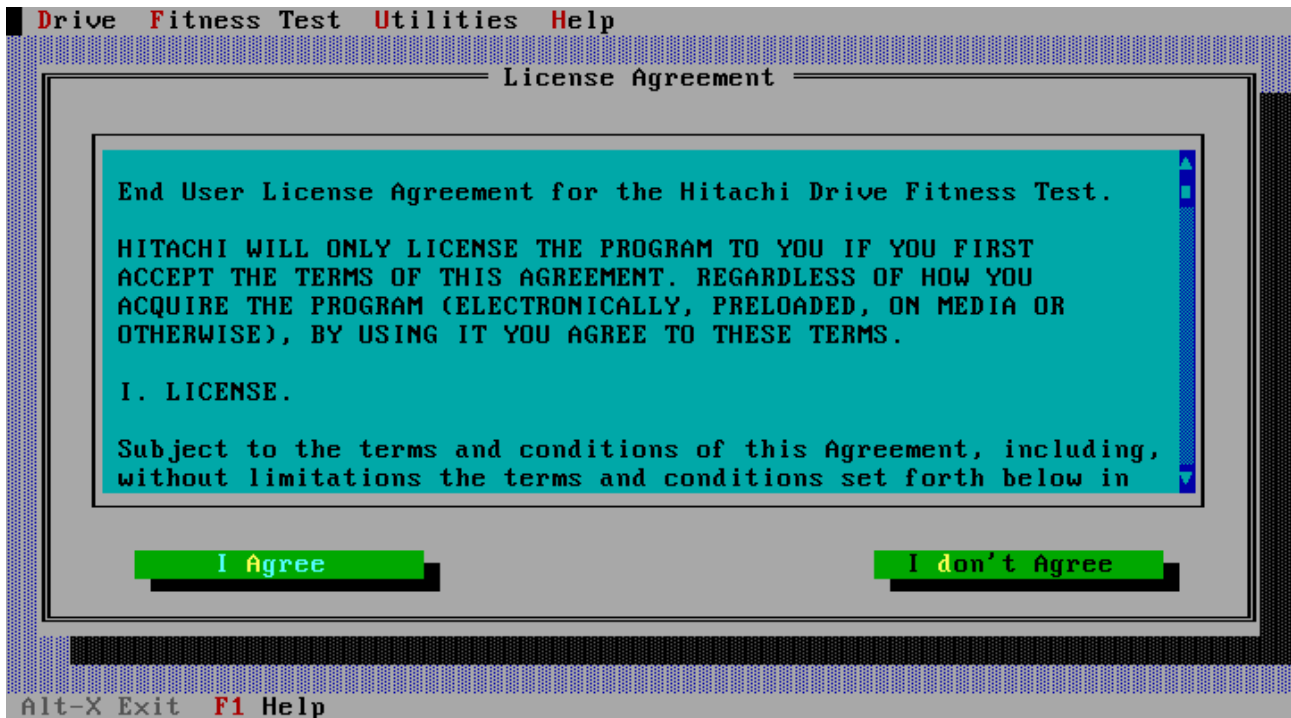 Drive Fitness Test Utilities Help
License Agreement
End User License Agreement for the Hitachi Drive Fitness Test.
HITACHI WILL ONLY LICENSE THE PROGRAM TO YOU IF YOU FIRST
ACCEPT THE TERMS OF THIS AGREEMENT. REGARDLESS OF HOW YOU
ACQUIRE THE PROGRAM (ELECTRONICALLY, PRELOADED, ON MEDIA OR
OTHERWISE), BY USING IT YOU AGREE TO THESE TERMS.
I. LICENSE.
Subject to the terms and conditions of this Agreement, including,
without limitations the terms and conditions set forth below in
I Agree
I don't Agree
Alt-X Exit F1 Help